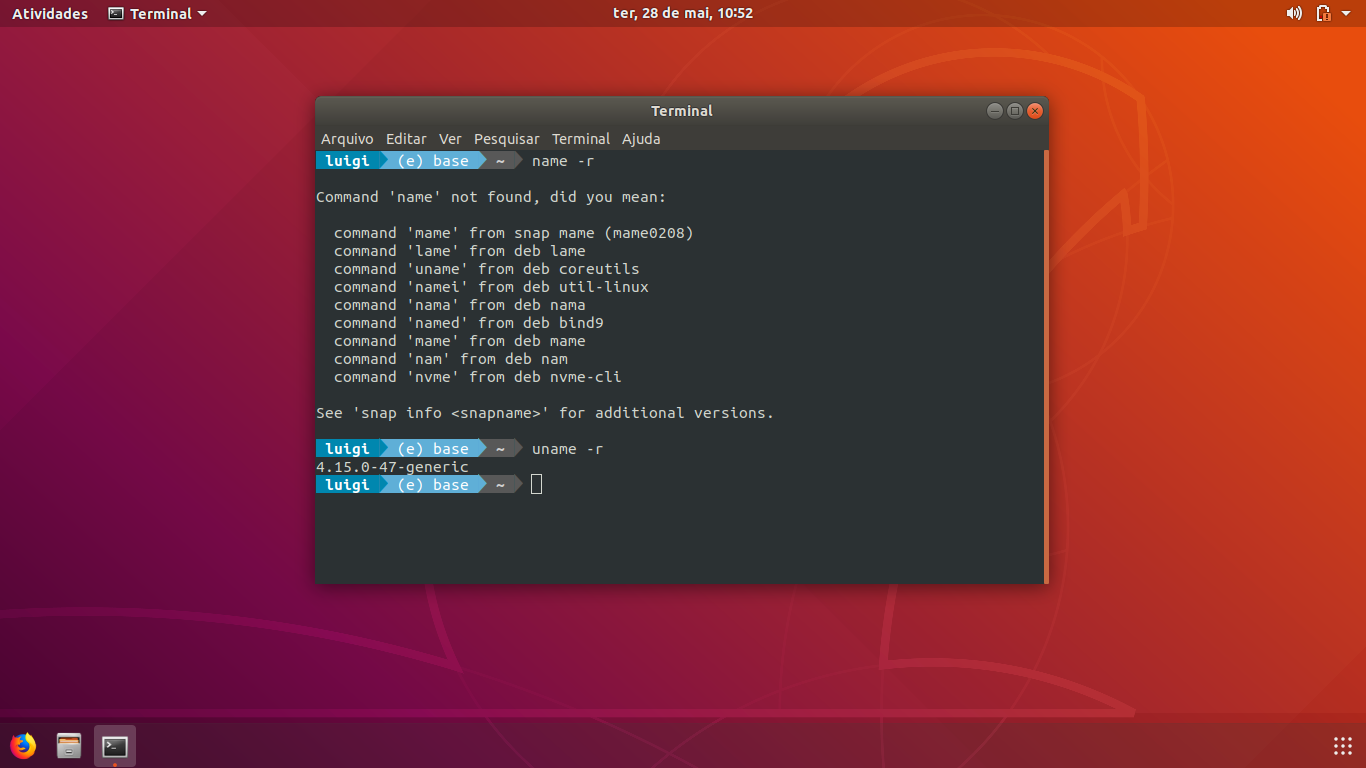 Atividades Terminal ter, 28 de mai, 10:52
Terminal
Arquivo Editar Ver Pesquisar Terminal Ajuda
luigi (e) base ~ name -r
Command 'name' not found, did you mean:
command 'mame' from snap mame (mame0208)
command 'lame' from deb lame
command 'uname' from deb coreutils
command 'namei' from deb util-linux
command 'nama' from deb nama
command 'named' from deb bind9
command 'mame' from deb mame
command 'nam' from deb nam
command 'nvme' from deb nvme-cli
See 'snap info <snapname>' for additional versions.
luigi (e) base ~ uname -r
4.15.0-47-generic
luigi (e) base ~